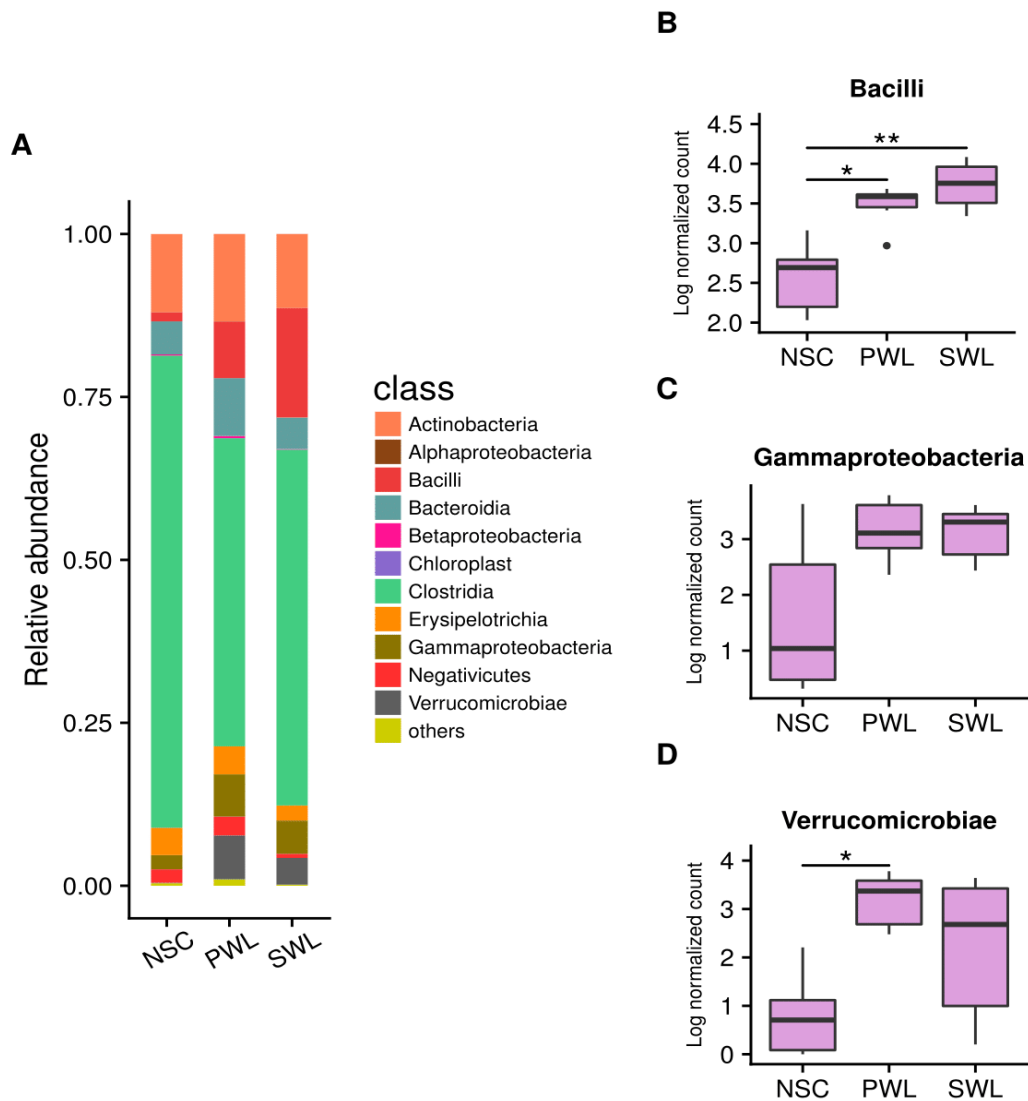 A
Relative abundance
1.00
0.75
0.50
0.25
0.00
NSC PWL SWL
class
Actinobacteria
Alphaproteobacteria
Bacilli
Bacteroidia
Betaproteobacteria
Chloroplast
Clostridia
Erysipelotrichia
Gammaproteobacteria
Negativicutes
Verrucomicrobiae
others
B
Bacilli
Log normalized count
4.5
4.0
3.5
3.0
2.5
2.0
**
*
NSC PWL SWL
C
Gammaproteobacteria
Log normalized count
3
2
1
NSC PWL SWL
D
Verrucomicrobiae
Log normalized count
4
3
2
1
0
*
NSC PWL SWL